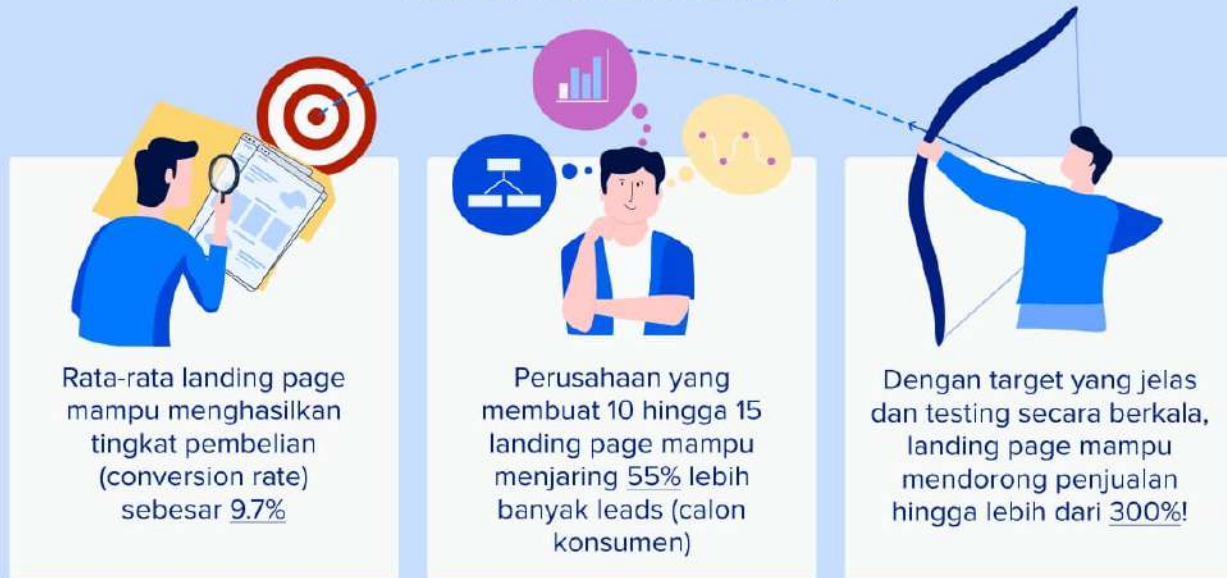 Rata-rata landing page
mampu menghasilkan
tingkat pembelian
(conversion rate)
sebesar 9.7%
Perusahaan yang
membuat 10 hingga 15
landing page mampu
menjaring 55% lebih
banyak leads (calon
konsumen)
Dengan target yang jelas
dan testing secara berkala,
landing page mampu
mendorong penjualan
hingga lebih dari 300%!